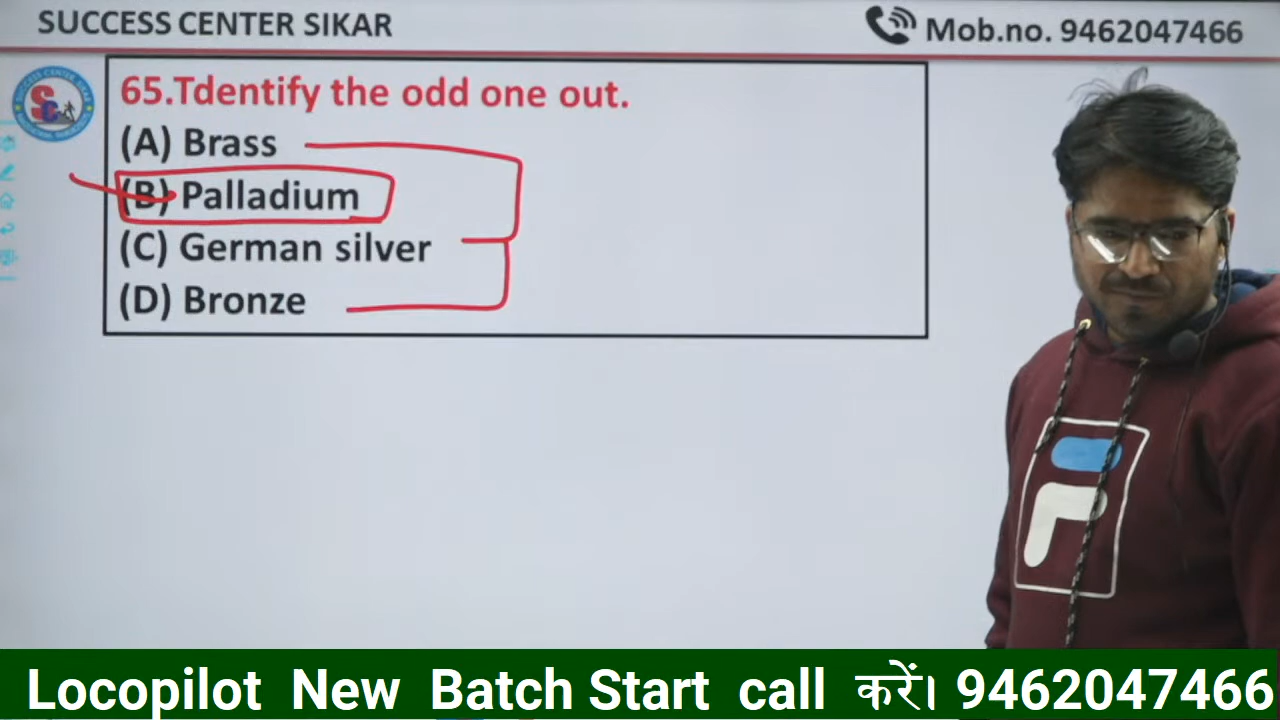 SUCCESS CENTER SIKAR
Mob.no. 9462047466
65.Tdentify the odd one out.
(A) Brass
(B) Palladium
(C) German silver
(D) Bronze
Locopilot New Batch Start call करें। 9462047466